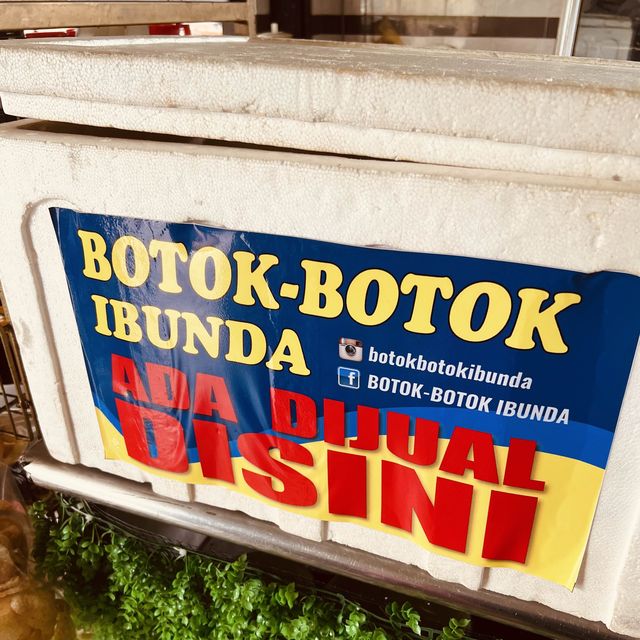 BOTOK-BOTOK
IBUNDA
botokbotokibunda
BOTOK-BOTOK IBUNDA
ADA DIJUAL
DISINI